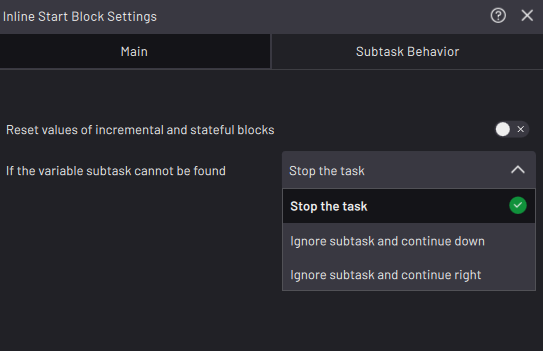 Inline Start Block Settings
Main
Subtask Behavior
Reset values of incremental and stateful blocks
If the variable subtask cannot be found
Stop the task
Stop the task
Ignore subtask and continue down
Ignore subtask and continue right